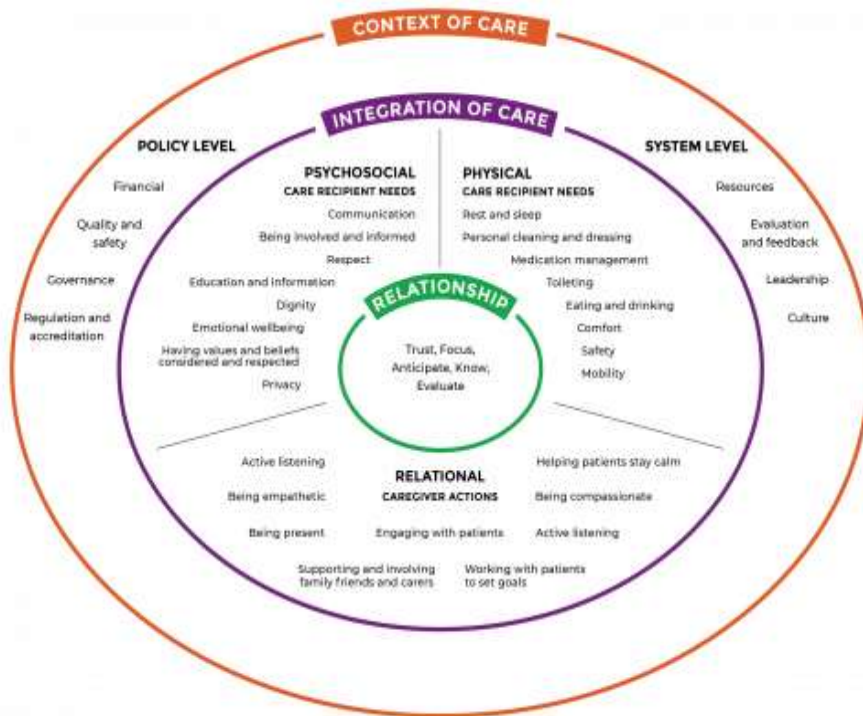 CONTEXT OF CARE
INTEGRATION OF CARE
POLICY LEVEL
Financial
Quality and
safety
Governance
Regulation and
accreditation
SYSTEM LEVEL
Resources
Evaluation
and feedback
Leadership
Culture
PSYCHOSOCIAL
CARE RECIPIENT NEEDS
Communication
Being involved and informed
Respect
Education and information
Dignity
Emotional wellbeing
Having values and beliefs
considered and respected
Privacy
PHYSICAL
CARE RECIPIENT NEEDS
Rest and sleep
Personal cleaning and dressing
Medication management
Toileting
Eating and drinking
Comfort
Safety
Mobility
RELATIONSHIP
Trust, Focus,
Anticipate, Know,
Evaluate
RELATIONAL
CAREGIVER ACTIONS
Active listening
Being empathetic
Being present
Engaging with patients
Helping patients stay calm
Being compassionate
Active listening
Supporting and involving
family friends and carers
Working with patients
to set goals